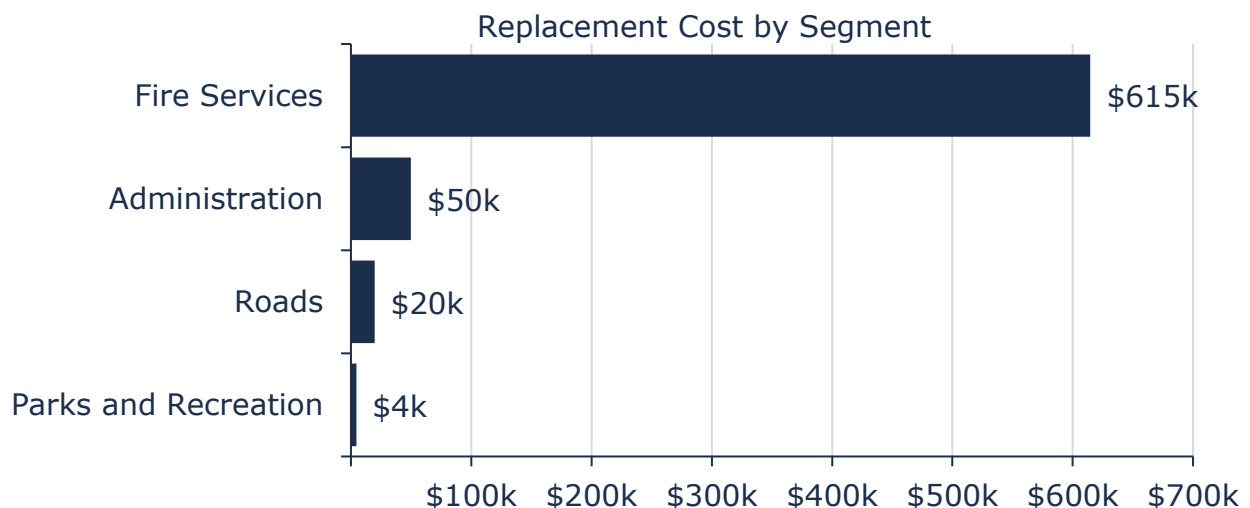 Replacement Cost by Segment
Fire Services $615k
Administration $50k
Roads $20k
Parks and Recreation $4k
$100k $200k $300k $400k $500k $600k $700k